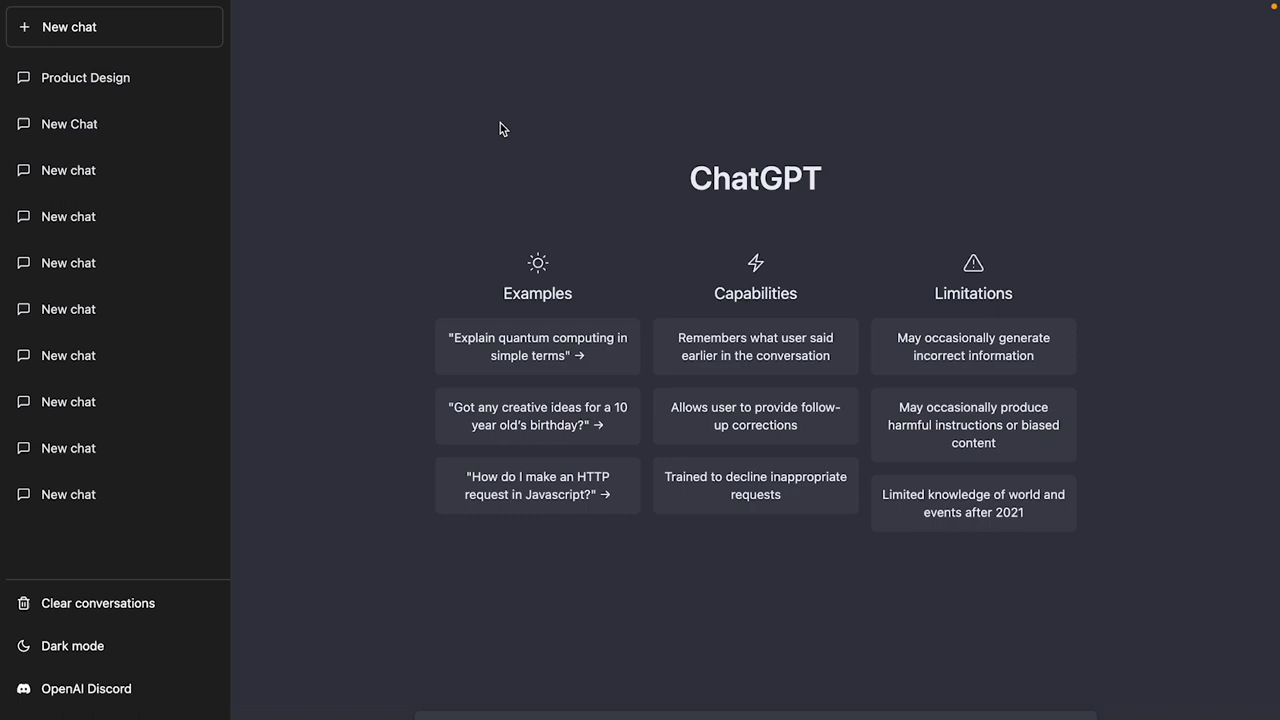 New chat
Product Design
New Chat
New chat
New chat
New chat
New chat
New chat
New chat
New chat
New chat
Clear conversations
Dark mode
OpenAI Discord
ChatGPT
Examples
"Explain quantum computing in
simple terms" →
"Got any creative ideas for a 10
year old’s birthday?" →
"How do I make an HTTP
request in Javascript?" →
Capabilities
Remembers what user said
earlier in the conversation
Allows user to provide follow-
up corrections
Trained to decline inappropriate
requests
Limitations
May occasionally generate
incorrect information
May occasionally produce
harmful instructions or biased
content
Limited knowledge of world and
events after 2021